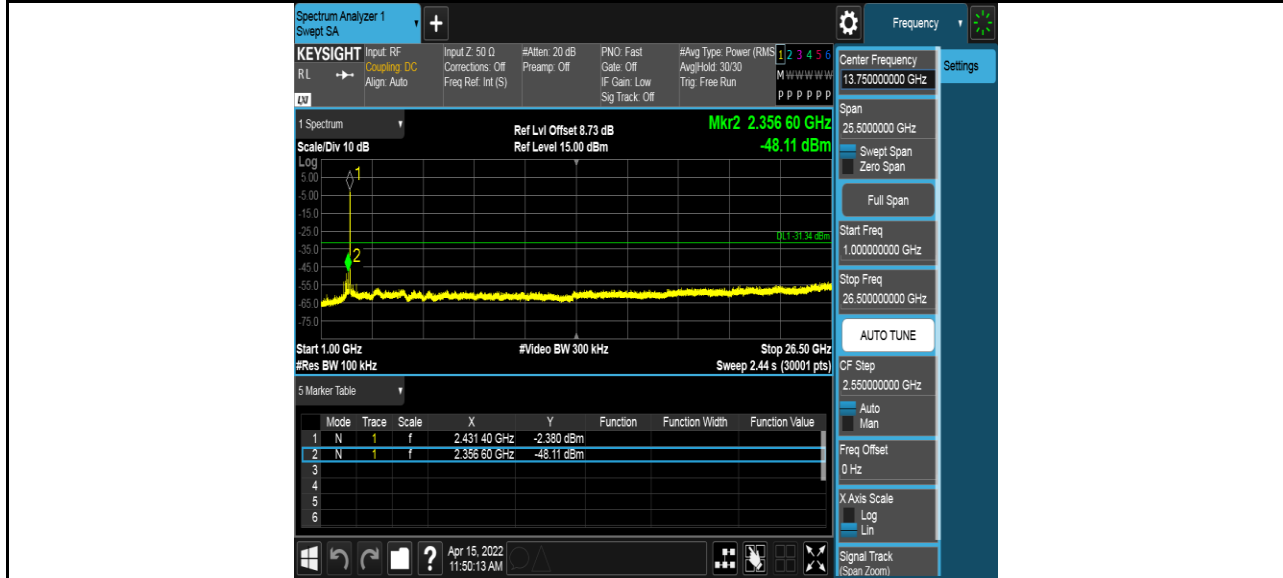 Spectrum Analyzer 1
Swept SA
+
Frequency
KEYSIGHT
RL
LXI
Input: RF
Coupling: DC
Align: Auto
Input Z: 50 Ω
Corrections: Off
Freq Ref: Int (S)
#Atten: 20 dB
Preamp: Off
PNO: Fast
Gate: Off
IF Gain: Low
Sig Track: Off
#Avg Type: Power (RMS
Avg|Hold: 30/30
Trig: Free Run
1 2 3 4 5 6
M W W W W W
P P P P P P
1 Spectrum
Scale/Div 10 dB
Ref Lvl Offset 8.73 dB
Ref Level 15.00 dBm
Mkr2 2.356 60 GHz
-48.11 dBm
Log
5.00
-5.00
-15.0
-25.0
-35.0
-45.0
-55.0
-65.0
-75.0
1
2
DL1 -31.34 dBm
Start 1.00 GHz
#Res BW 100 kHz
#Video BW 300 kHz
Stop 26.50 GHz
Sweep 2.44 s (30001 pts)
5 Marker Table
Mode Trace Scale X Y Function Function Width Function Value
1 N 1 f 2.431 40 GHz -2.380 dBm
2 N 1 f 2.356 60 GHz -48.11 dBm
3
4
5
6
?
Apr 15, 2022
11:50:13 AM
Center Frequency
13.750000000 GHz
Settings
Span
25.5000000 GHz
Swept Span
Zero Span
Full Span
Start Freq
1.000000000 GHz
Stop Freq
26.500000000 GHz
AUTO TUNE
CF Step
2.550000000 GHz
Auto
Man
Freq Offset
0 Hz
X Axis Scale
Log
Lin
Signal Track
(Span Zoom)